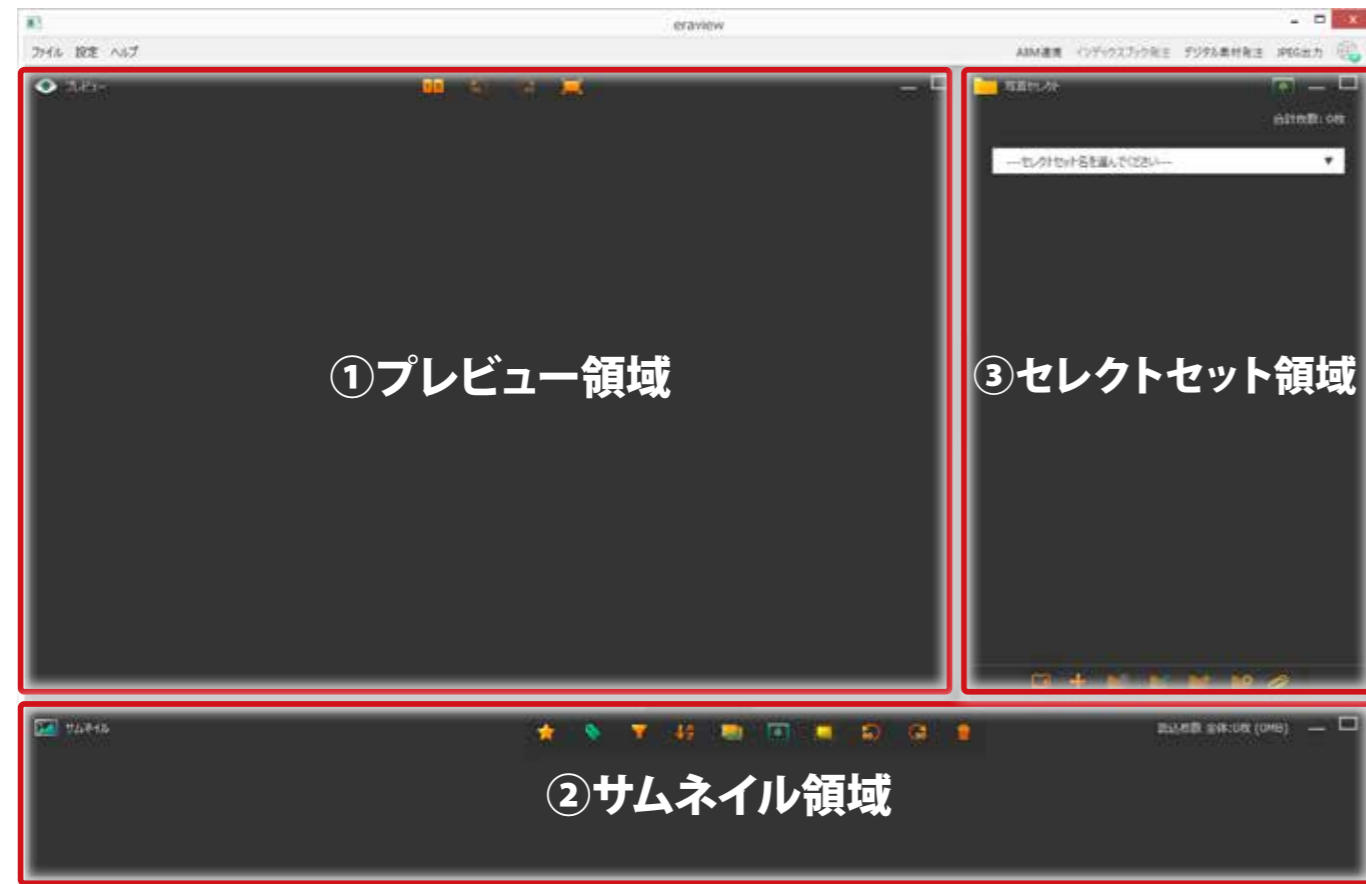 eraview
ファイル 設定 ヘルプ
AIIM連携 インデックスブック発注 デジタル素材発注 JPEG出力
プレビュー
写真セレクト
合計枚数: 0枚
---セレクトセット名を選んでください---
①プレビュー領域
③セレクトセット領域
サムネイル
読込枚数 全体:0枚 (0MB)
②サムネイル領域